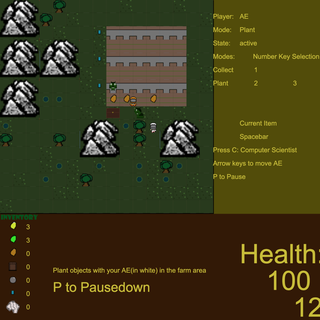 Player: AE
Mode: Plant
State: active
Modes: Number Key Selection
Collect 1
Plant 2 3
Current Item
Spacebar
Press C: Computer Scientist
Arrow keys to move AE
P to Pause
INVENTORY
3
3
0
0
0
0
0
Plant objects with your AE(in white) in the farm area
P to Pausedown
Health:
100
12